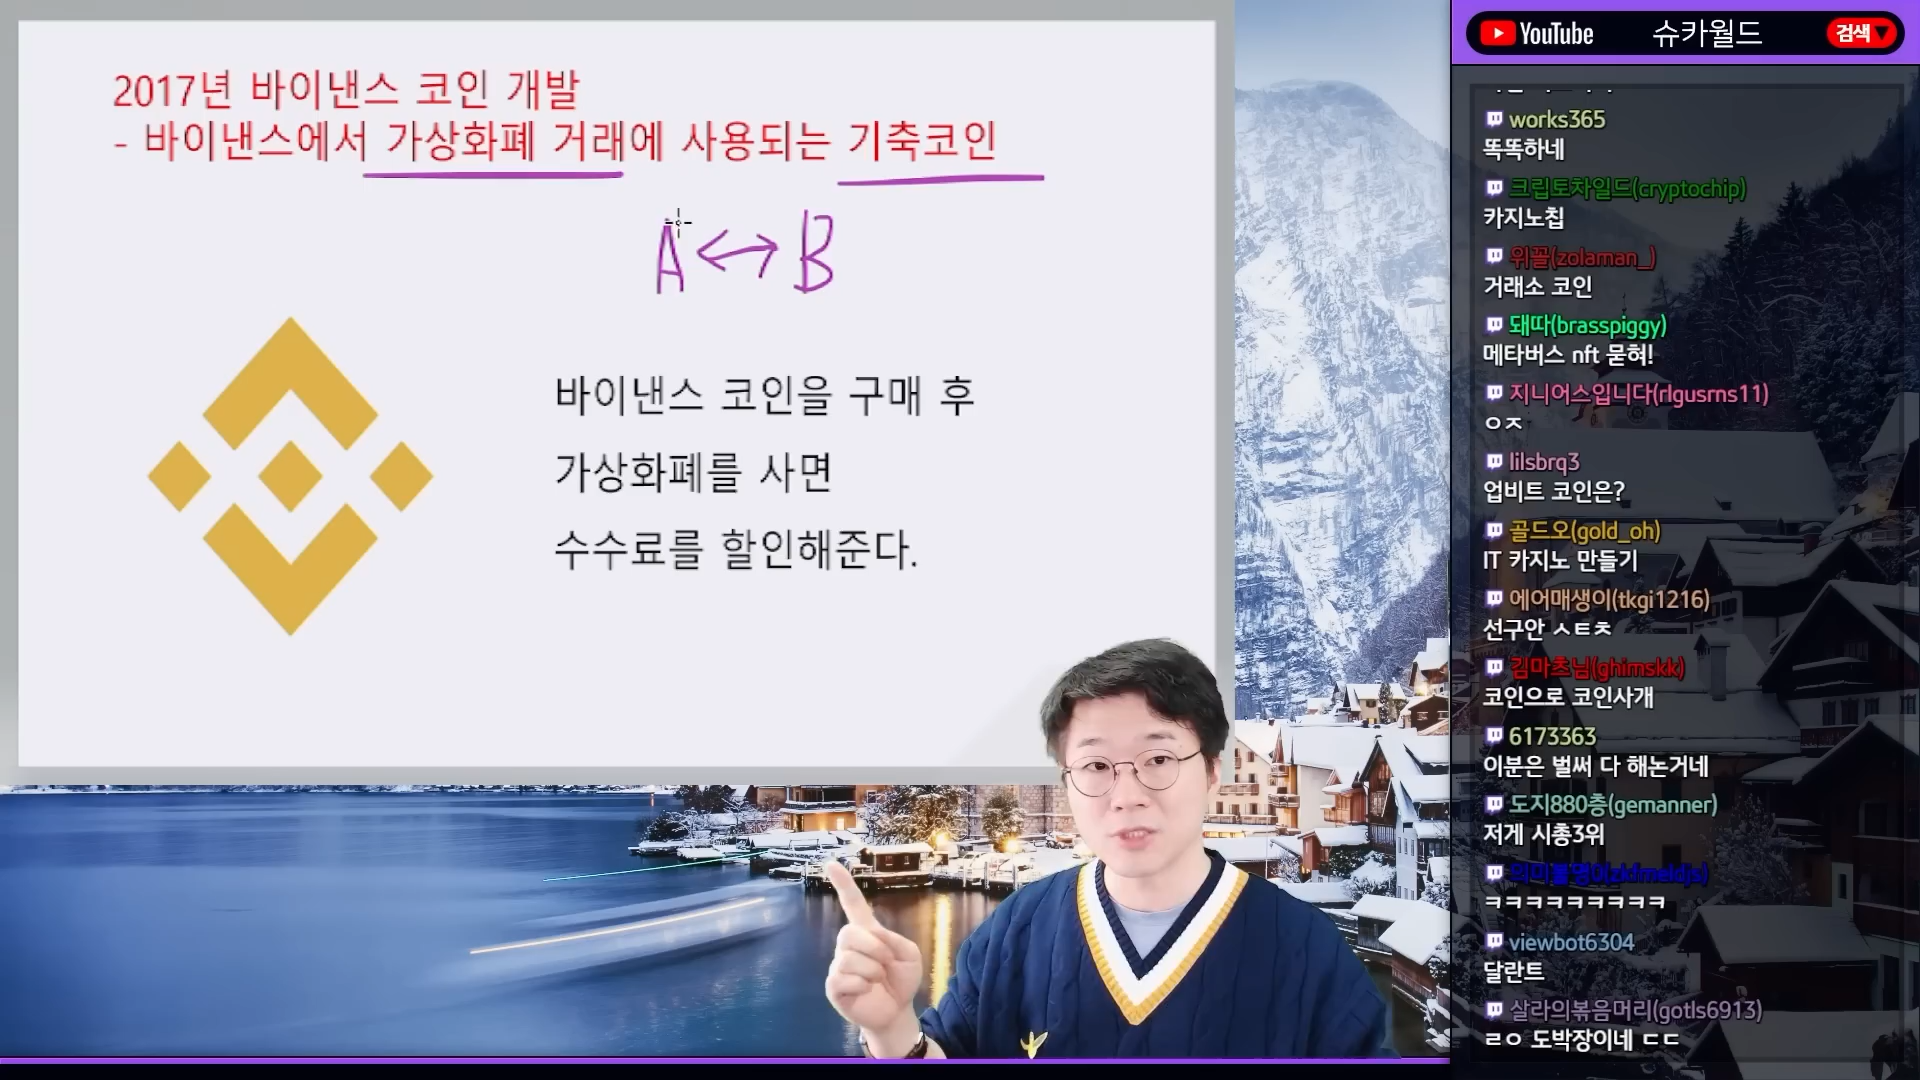 2017년 바이낸스 코인 개발
- 바이낸스에서 가상화폐 거래에 사용되는 기축코인
A ↔ B
바이낸스 코인을 구매 후
가상화폐를 사면
수수료를 할인해준다.
YouTube 슈카월드 검색▼
works365
똑똑하네
크립토차일드(cryptochip)
카지노칩
위끌(zolaman_)
거래소 코인
돼따(brasspiggy)
메타버스 nft 묻혀!
지니어스입니다(rlgusrns11)
ㅇㅈ
lilsbrq3
업비트 코인은?
골드오(gold_oh)
IT 카지노 만들기
에어매생이(tkgi1216)
선구안 ㅅㅌㅊ
김마츠님(ghimskk)
코인으로 코인사개
6173363
이분은 벌써 다 해논거네
도지880층(gemanner)
저게 시총3위
의미불명이(zkfmeldjs)
ㅋㅋㅋㅋㅋㅋㅋㅋㅋ
viewbot6304
달란트
살라의볶음머리(gotls6913)
ㄹㅇ 도박장이네 ㄷㄷ